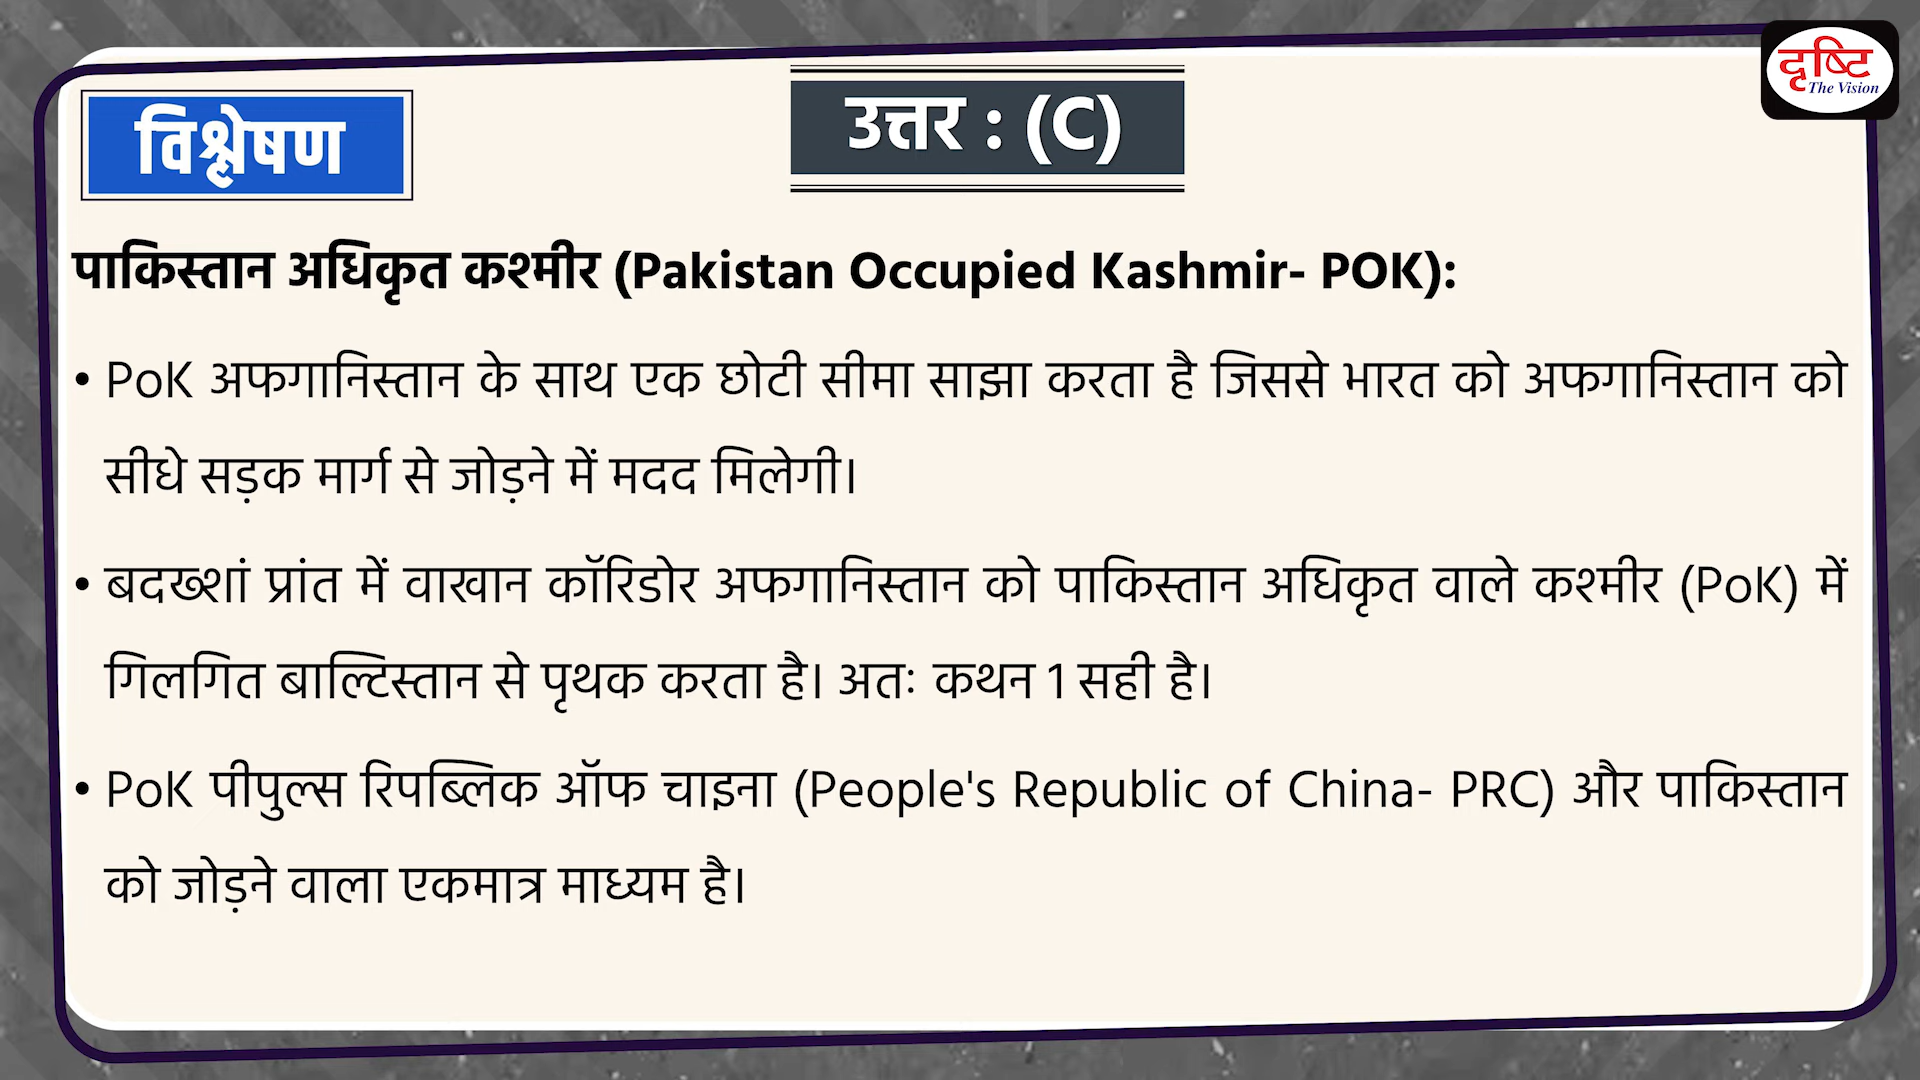 दृष्टि
The Vision
विश्लेषण
उत्तर : (C)
पाकिस्तान अधिकृत कश्मीर (Pakistan Occupied Kashmir- POK):
• PoK अफगानिस्तान के साथ एक छोटी सीमा साझा करता है जिससे भारत को अफगानिस्तान को
सीधे सड़क मार्ग से जोड़ने में मदद मिलेगी।
• बदख्शां प्रांत में वाखान कॉरिडोर अफगानिस्तान को पाकिस्तान अधिकृत वाले कश्मीर (PoK) में
गिलगित बाल्टिस्तान से पृथक करता है। अतः कथन 1 सही है।
• PoK पीपुल्स रिपब्लिक ऑफ चाइना (People's Republic of China- PRC) और पाकिस्तान
को जोड़ने वाला एकमात्र माध्यम है।